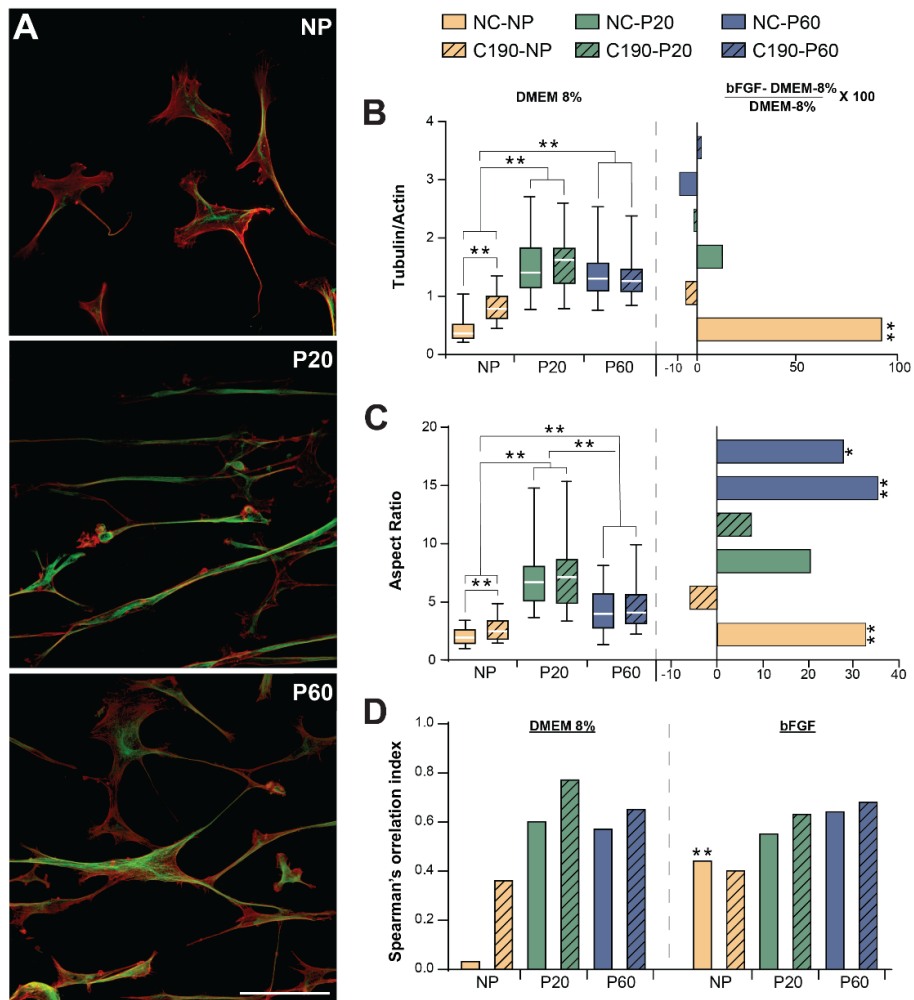 A
NP
P20
P60
NC-NP NC-P20 NC-P60
C190-NP C190-P20 C190-P60
B
DMEM 8%
bFGF- DMEM-8%
DMEM-8%
X 100
Tubulin/Actin
4
3
2
1
0
** ** **
NP P20 P60
**
-10 0 50 100
C
Aspect Ratio
20
15
10
5
0
** ** ** **
NP P20 P60
* ** **
-10 0 10 20 30 40
D
DMEM 8% bFGF
Spearman's orrelation index
1.0
0.8
0.6
0.4
0.2
0.0
**
NP P20 P60 NP P20 P60